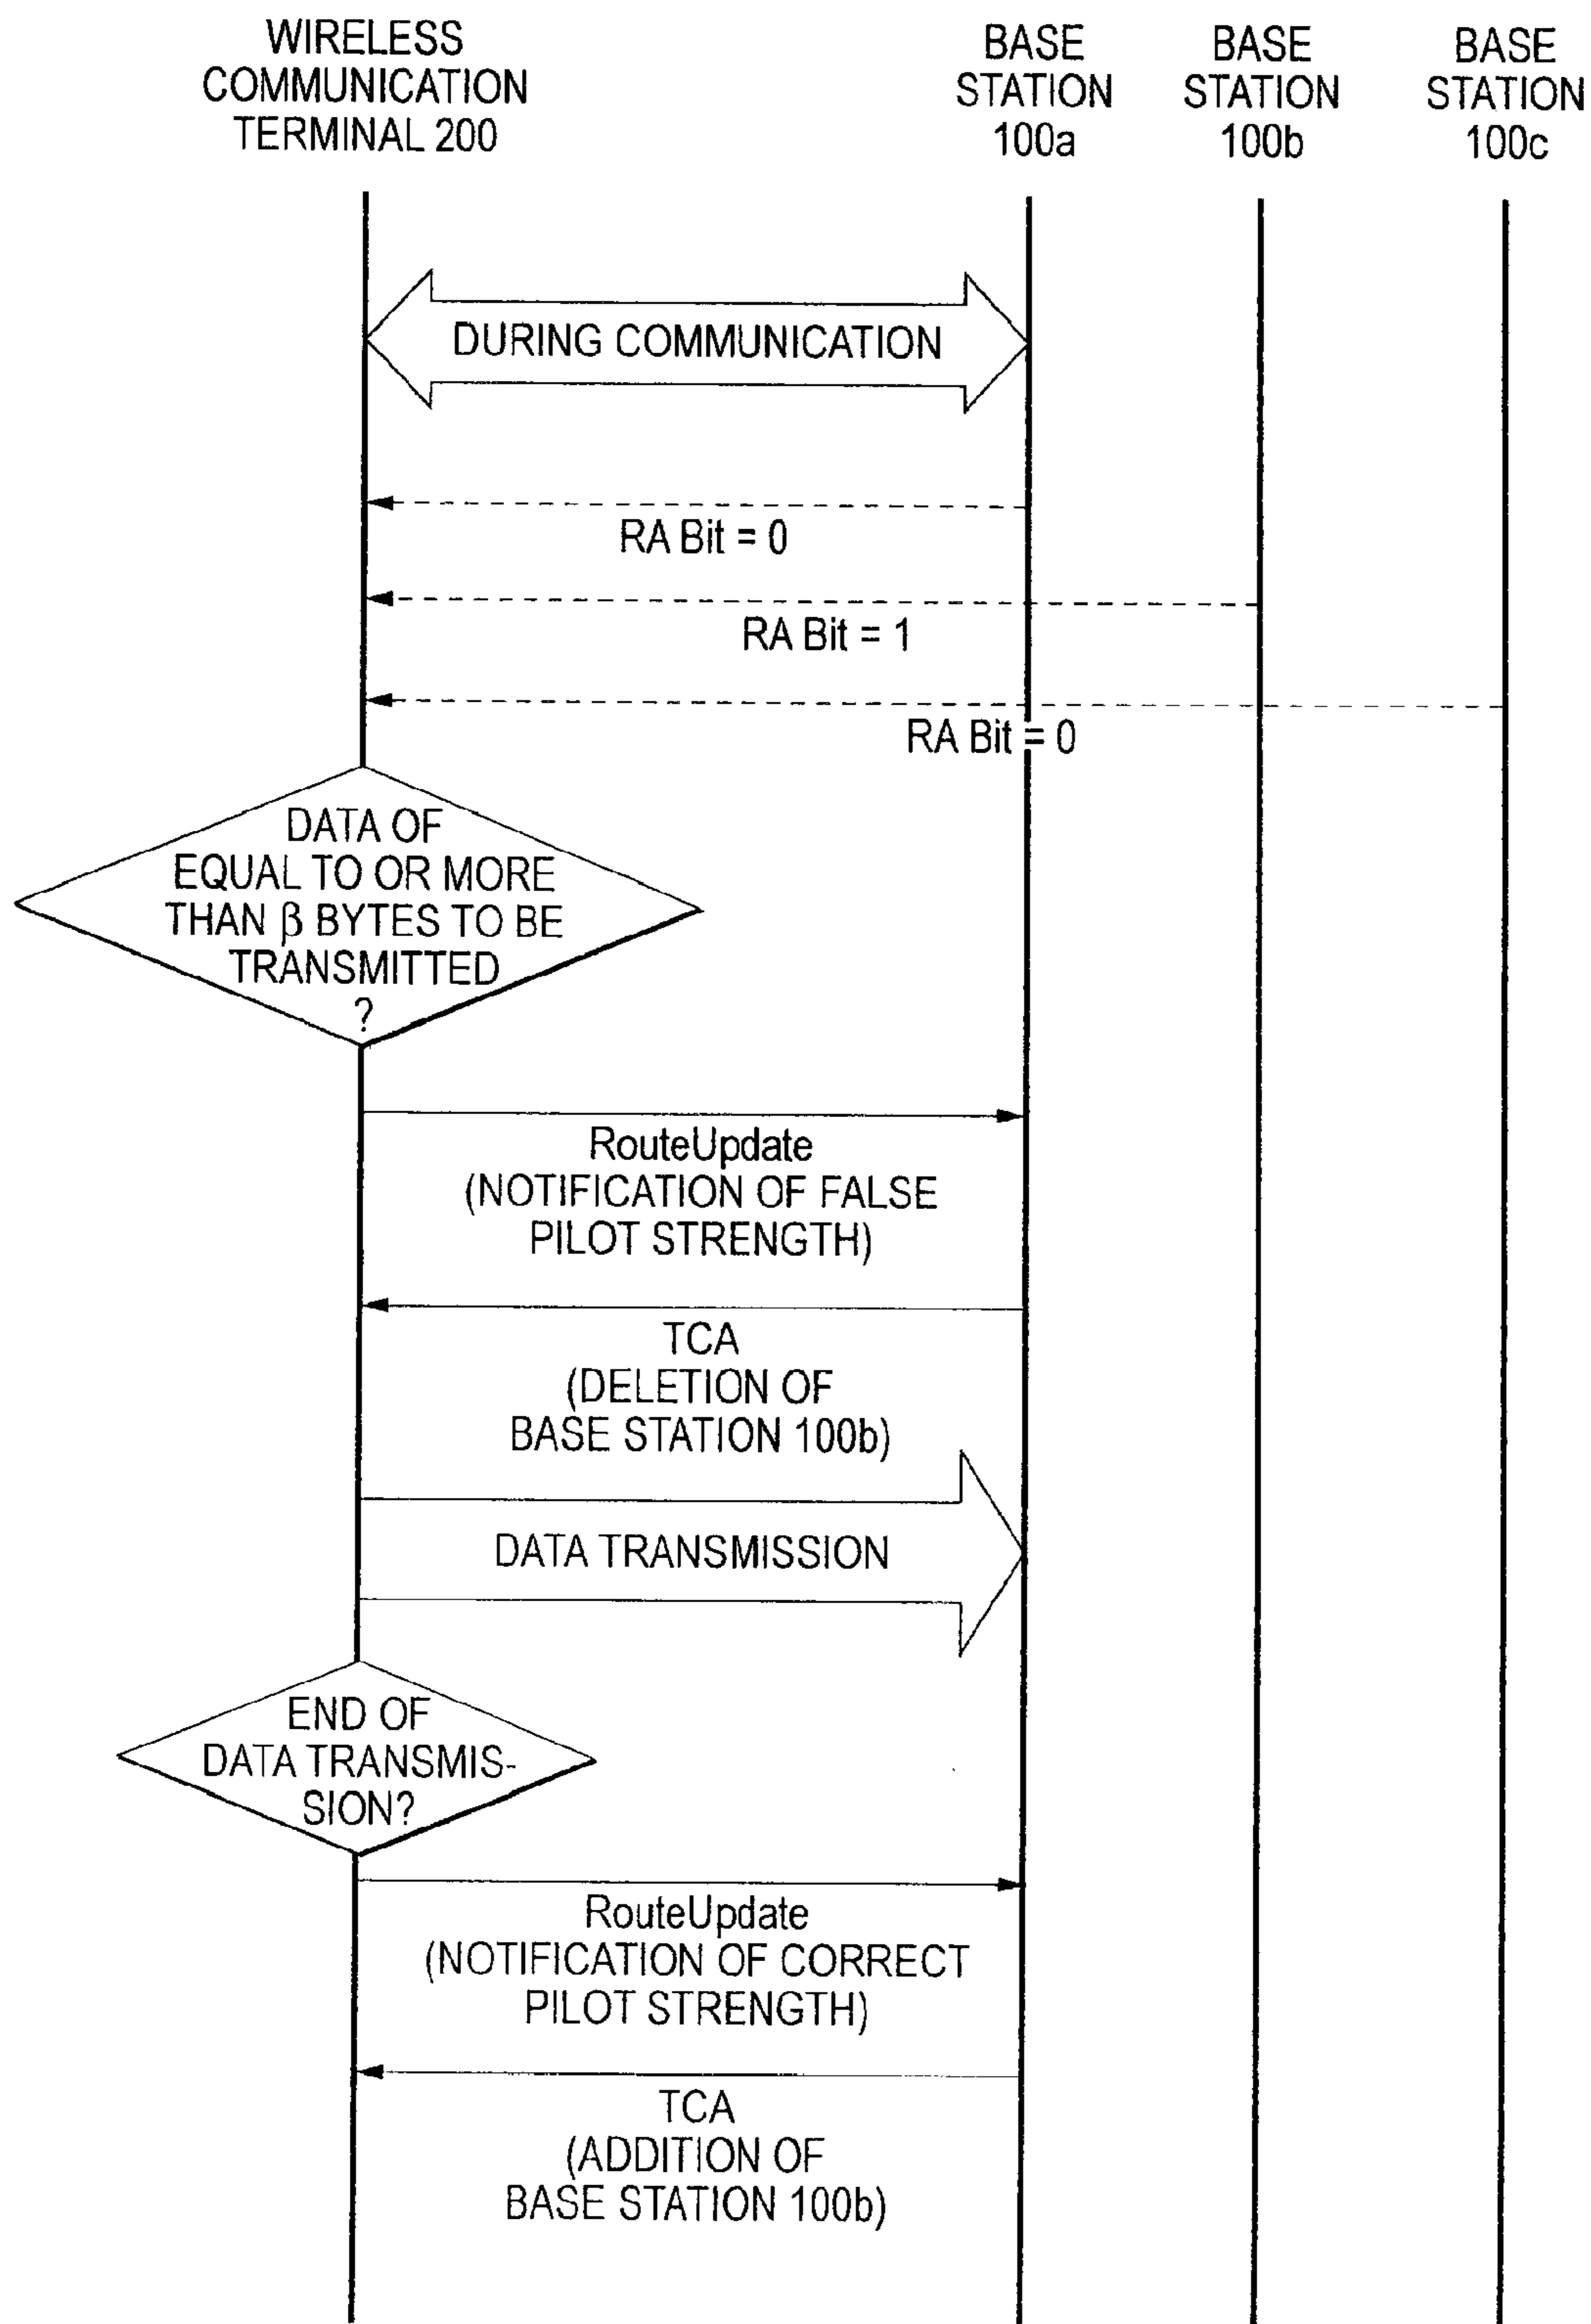 WIRELESS
COMMUNICATION
TERMINAL 200
BASE
STATION
100a
BASE
STATION
100b
BASE
STATION
100c
DURING COMMUNICATION
RA Bit = 0
RA Bit = 1
RA Bit = 0
DATA OF
EQUAL TO OR MORE
THAN β BYTES TO BE
TRANSMITTED
?
RouteUpdate
(NOTIFICATION OF FALSE
PILOT STRENGTH)
TCA
(DELETION OF
BASE STATION 100b)
DATA TRANSMISSION
END OF
DATA TRANSMIS-
SION?
RouteUpdate
(NOTIFICATION OF CORRECT
PILOT STRENGTH)
TCA
(ADDITION OF
BASE STATION 100b)